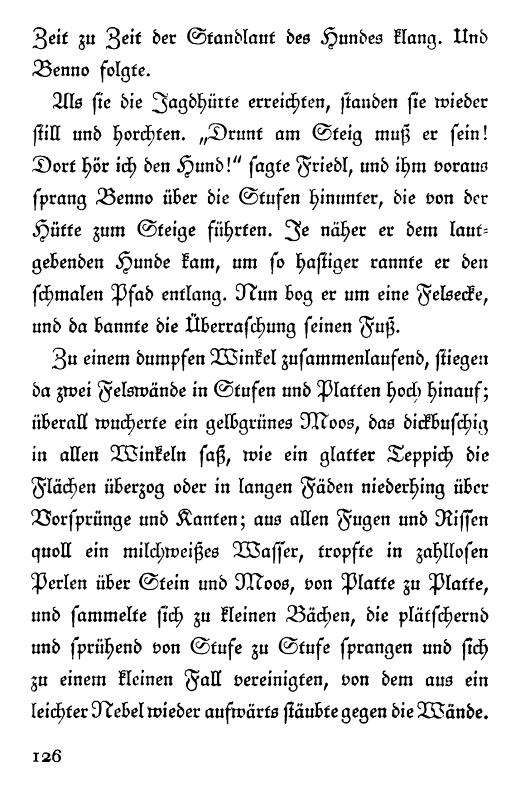 Zeit zu Zeit der Standlaut des Hundes klang. Und
Benno folgte.
Als sie die Jagdhütte erreichten, standen sie wieder
still und horchten. „Drunt am Steig muß er sein!
Dort hör ich den Hund!“ sagte Friedl, und ihm voraus
sprang Benno über die Stufen hinunter, die von der
Hütte zum Steige führten. Je näher er dem laut-
gebenden Hunde kam, um so hastiger rannte er den
schmalen Pfad entlang. Nun bog er um eine Felsecke,
und da bannte die Überraschung seinen Fuß.
Zu einem dumpfen Winkel zusammenlaufend, stiegen
da zwei Felswände in Stufen und Platten hoch hinauf;
überall wucherte ein gelbgrünes Moos, das dickbuschig
in allen Winkeln saß, wie ein glatter Teppich die
Flächen überzog oder in langen Fäden niederhing über
Vorsprünge und Kanten; aus allen Fugen und Rissen
quoll ein milchweißes Wasser, tropfte in zahllosen
Perlen über Stein und Moos, von Platte zu Platte,
und sammelte sich zu kleinen Bächen, die plätschernd
und sprühend von Stufe zu Stufe sprangen und sich
zu einem kleinen Fall vereinigten, von dem aus ein
leichter Nebel wieder aufwärts stäubte gegen die Wände.
126